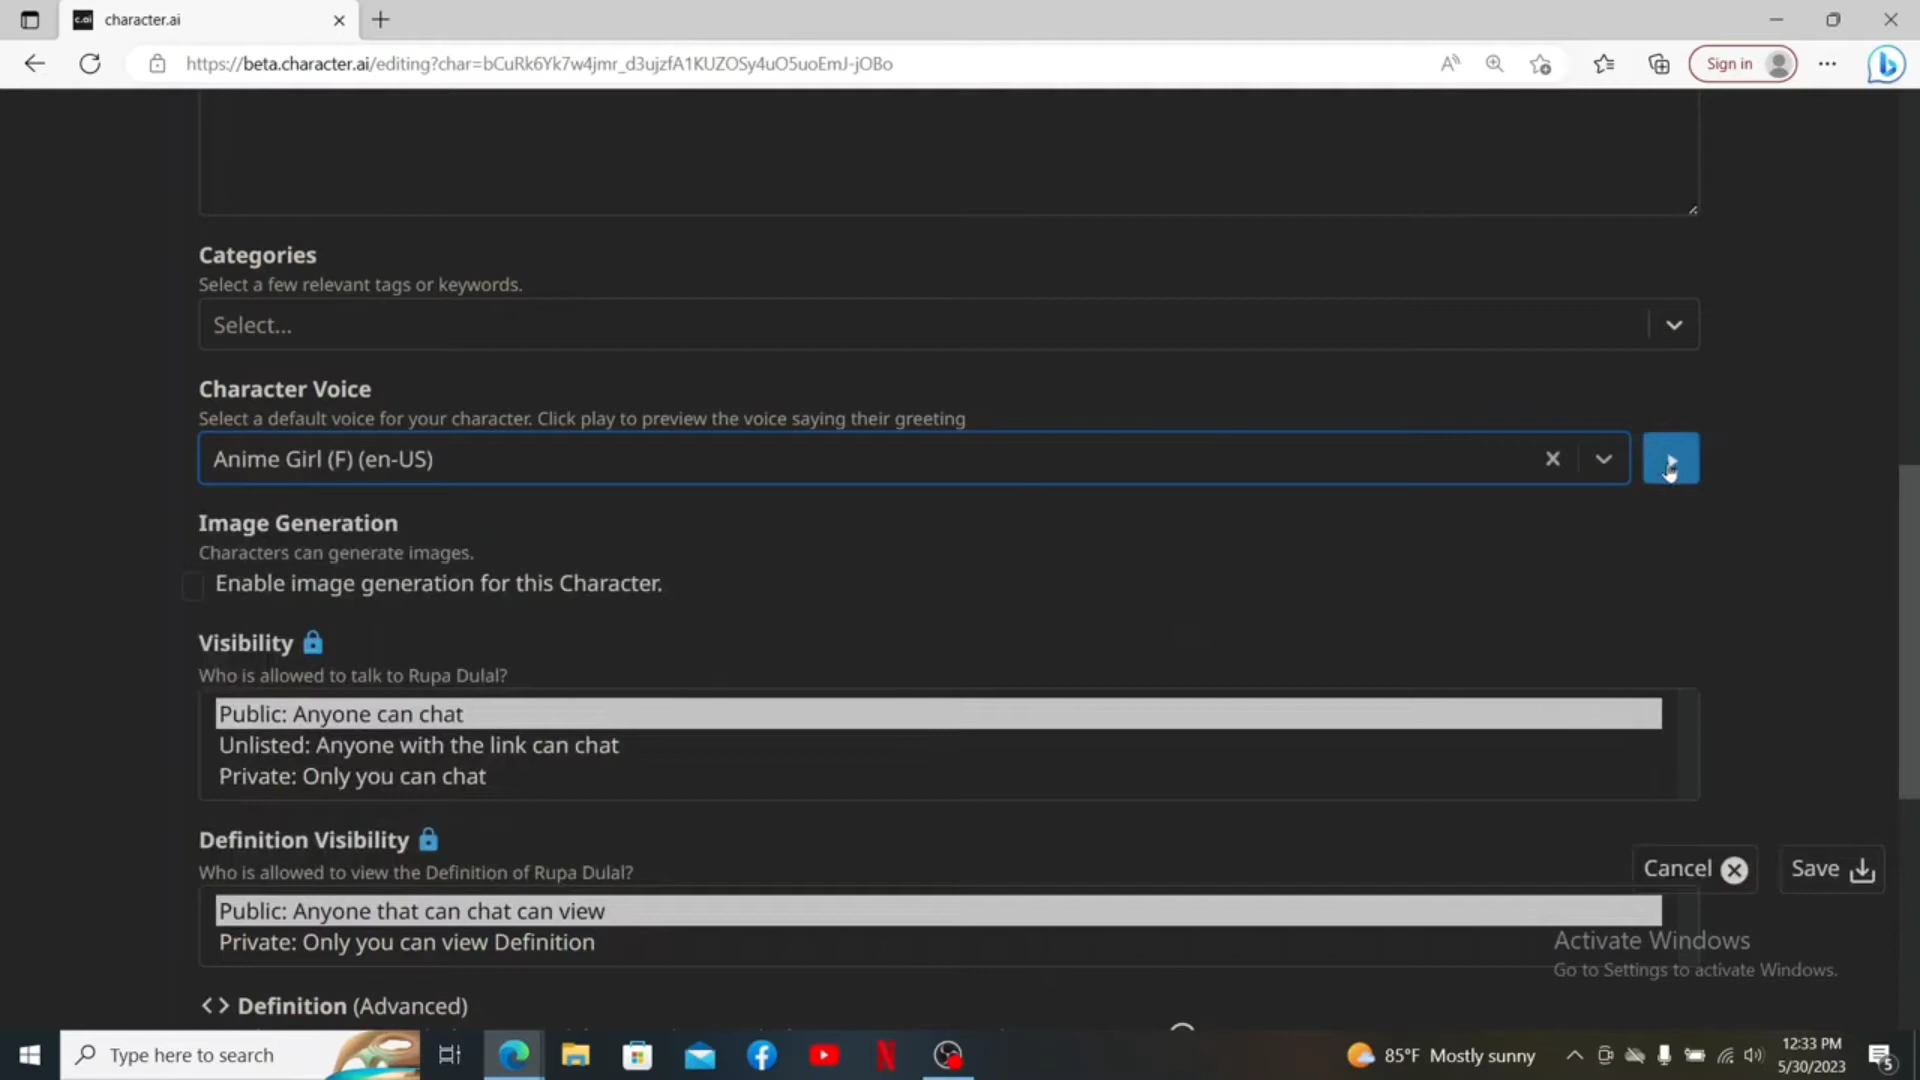 c.ai
character.ai
https://beta.character.ai/editing?char=bCuRk6Yk7w4jmr_d3ujzfA1KUZOSy4uO5uoEmJ-jOBo
Sign in
Categories
Select a few relevant tags or keywords.
Select...
Character Voice
Select a default voice for your character. Click play to preview the voice saying their greeting
Anime Girl (F) (en-US)
Image Generation
Characters can generate images.
Enable image generation for this Character.
Visibility
Who is allowed to talk to Rupa Dulal?
Public: Anyone can chat
Unlisted: Anyone with the link can chat
Private: Only you can chat
Definition Visibility
Who is allowed to view the Definition of Rupa Dulal?
Public: Anyone that can chat can view
Private: Only you can view Definition
Cancel
Save
Activate Windows
Go to Settings to activate Windows.
<> Definition (Advanced)
Type here to search
85°F Mostly sunny
12:33 PM
5/30/2023
5